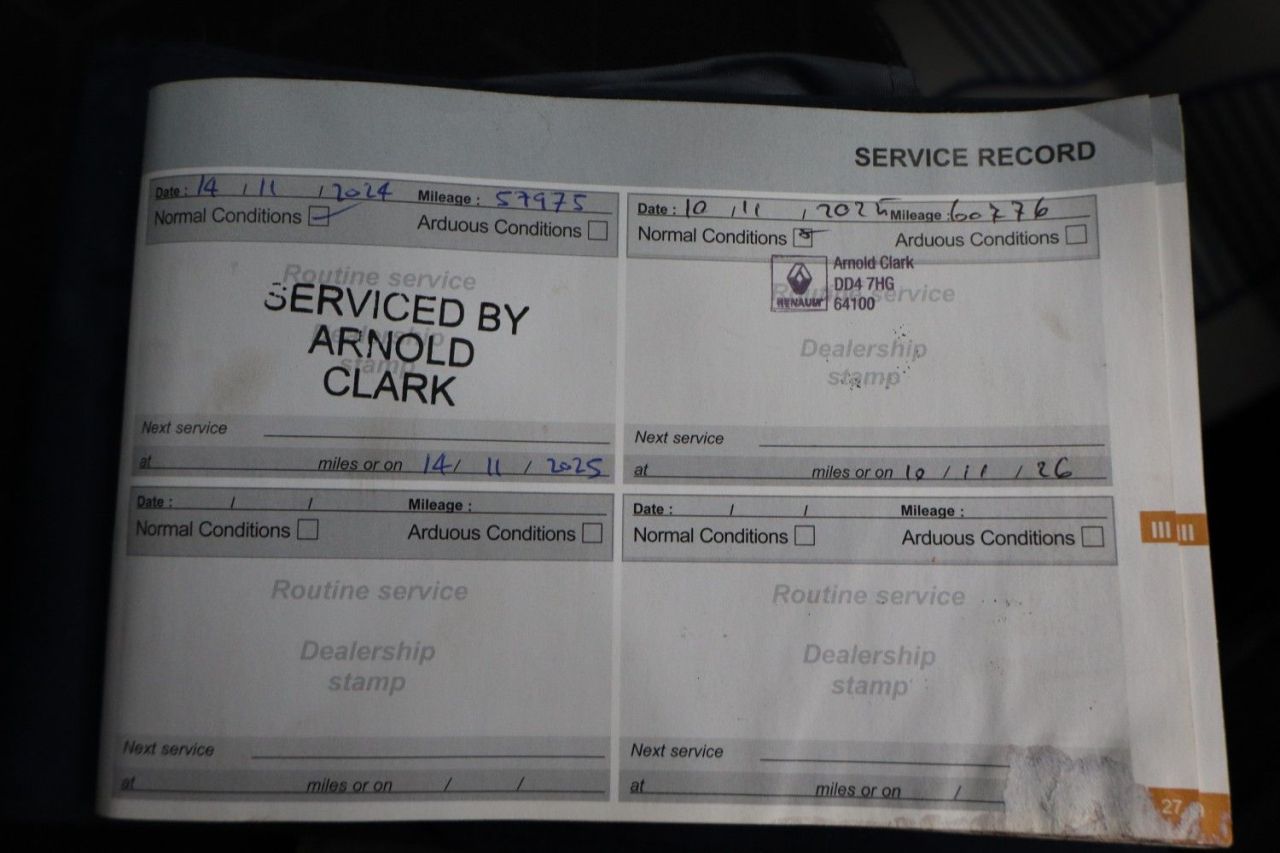 SERVICE RECORD
Date : 14 / 11 / 2024 Mileage : 57975
Normal Conditions Arduous Conditions
Routine service
SERVICED BY
Dealership
ARNOLD
stamp
CLARK
Next service
at miles or on 14 / 11 / 2025
Date : 10 / 11 / 2025 Mileage : 60776
Normal Conditions Arduous Conditions
RENAULT
Arnold Clark
DD4 7HG
Routine service
64100
Dealership
stamp
Next service
at miles or on 10 / 11 / 26
Date : / / Mileage :
Normal Conditions Arduous Conditions
Routine service
Dealership
stamp
Next service
at miles or on / /
Date : / / Mileage :
Normal Conditions Arduous Conditions
Routine service
Dealership
stamp
Next service
at miles or on /
27